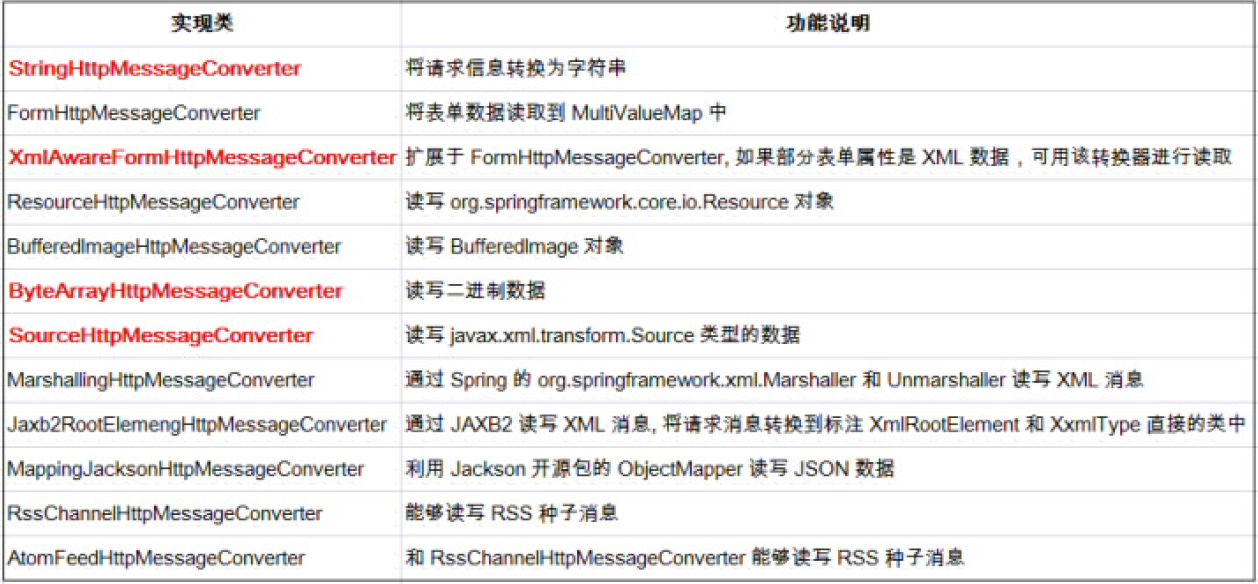 实现类 功能说明
StringHttpMessageConverter 将请求信息转换为字符串
FormHttpMessageConverter 将表单数据读取到 MultiValueMap 中
XmlAwareFormHttpMessageConverter 扩展于 FormHttpMessageConverter, 如果部分表单属性是 XML 数据，可用该转换器进行读取
ResourceHttpMessageConverter 读写 org.springframework.core.io.Resource 对象
BufferedImageHttpMessageConverter 读写 BufferedImage 对象
ByteArrayHttpMessageConverter 读写二进制数据
SourceHttpMessageConverter 读写 javax.xml.transform.Source 类型的数据
MarshallingHttpMessageConverter 通过 Spring 的 org.springframework.xml.Marshaller 和 Unmarshaller 读写 XML 消息
Jaxb2RootElemengHttpMessageConverter 通过 JAXB2 读写 XML 消息, 将请求消息转换到标注 XmlRootElement 和 XxmlType 直接的类中
MappingJacksonHttpMessageConverter 利用 Jackson 开源包的 ObjectMapper 读写 JSON 数据
RssChannelHttpMessageConverter 能够读写 RSS 种子消息
AtomFeedHttpMessageConverter 和 RssChannelHttpMessageConverter 能够读写 RSS 种子消息